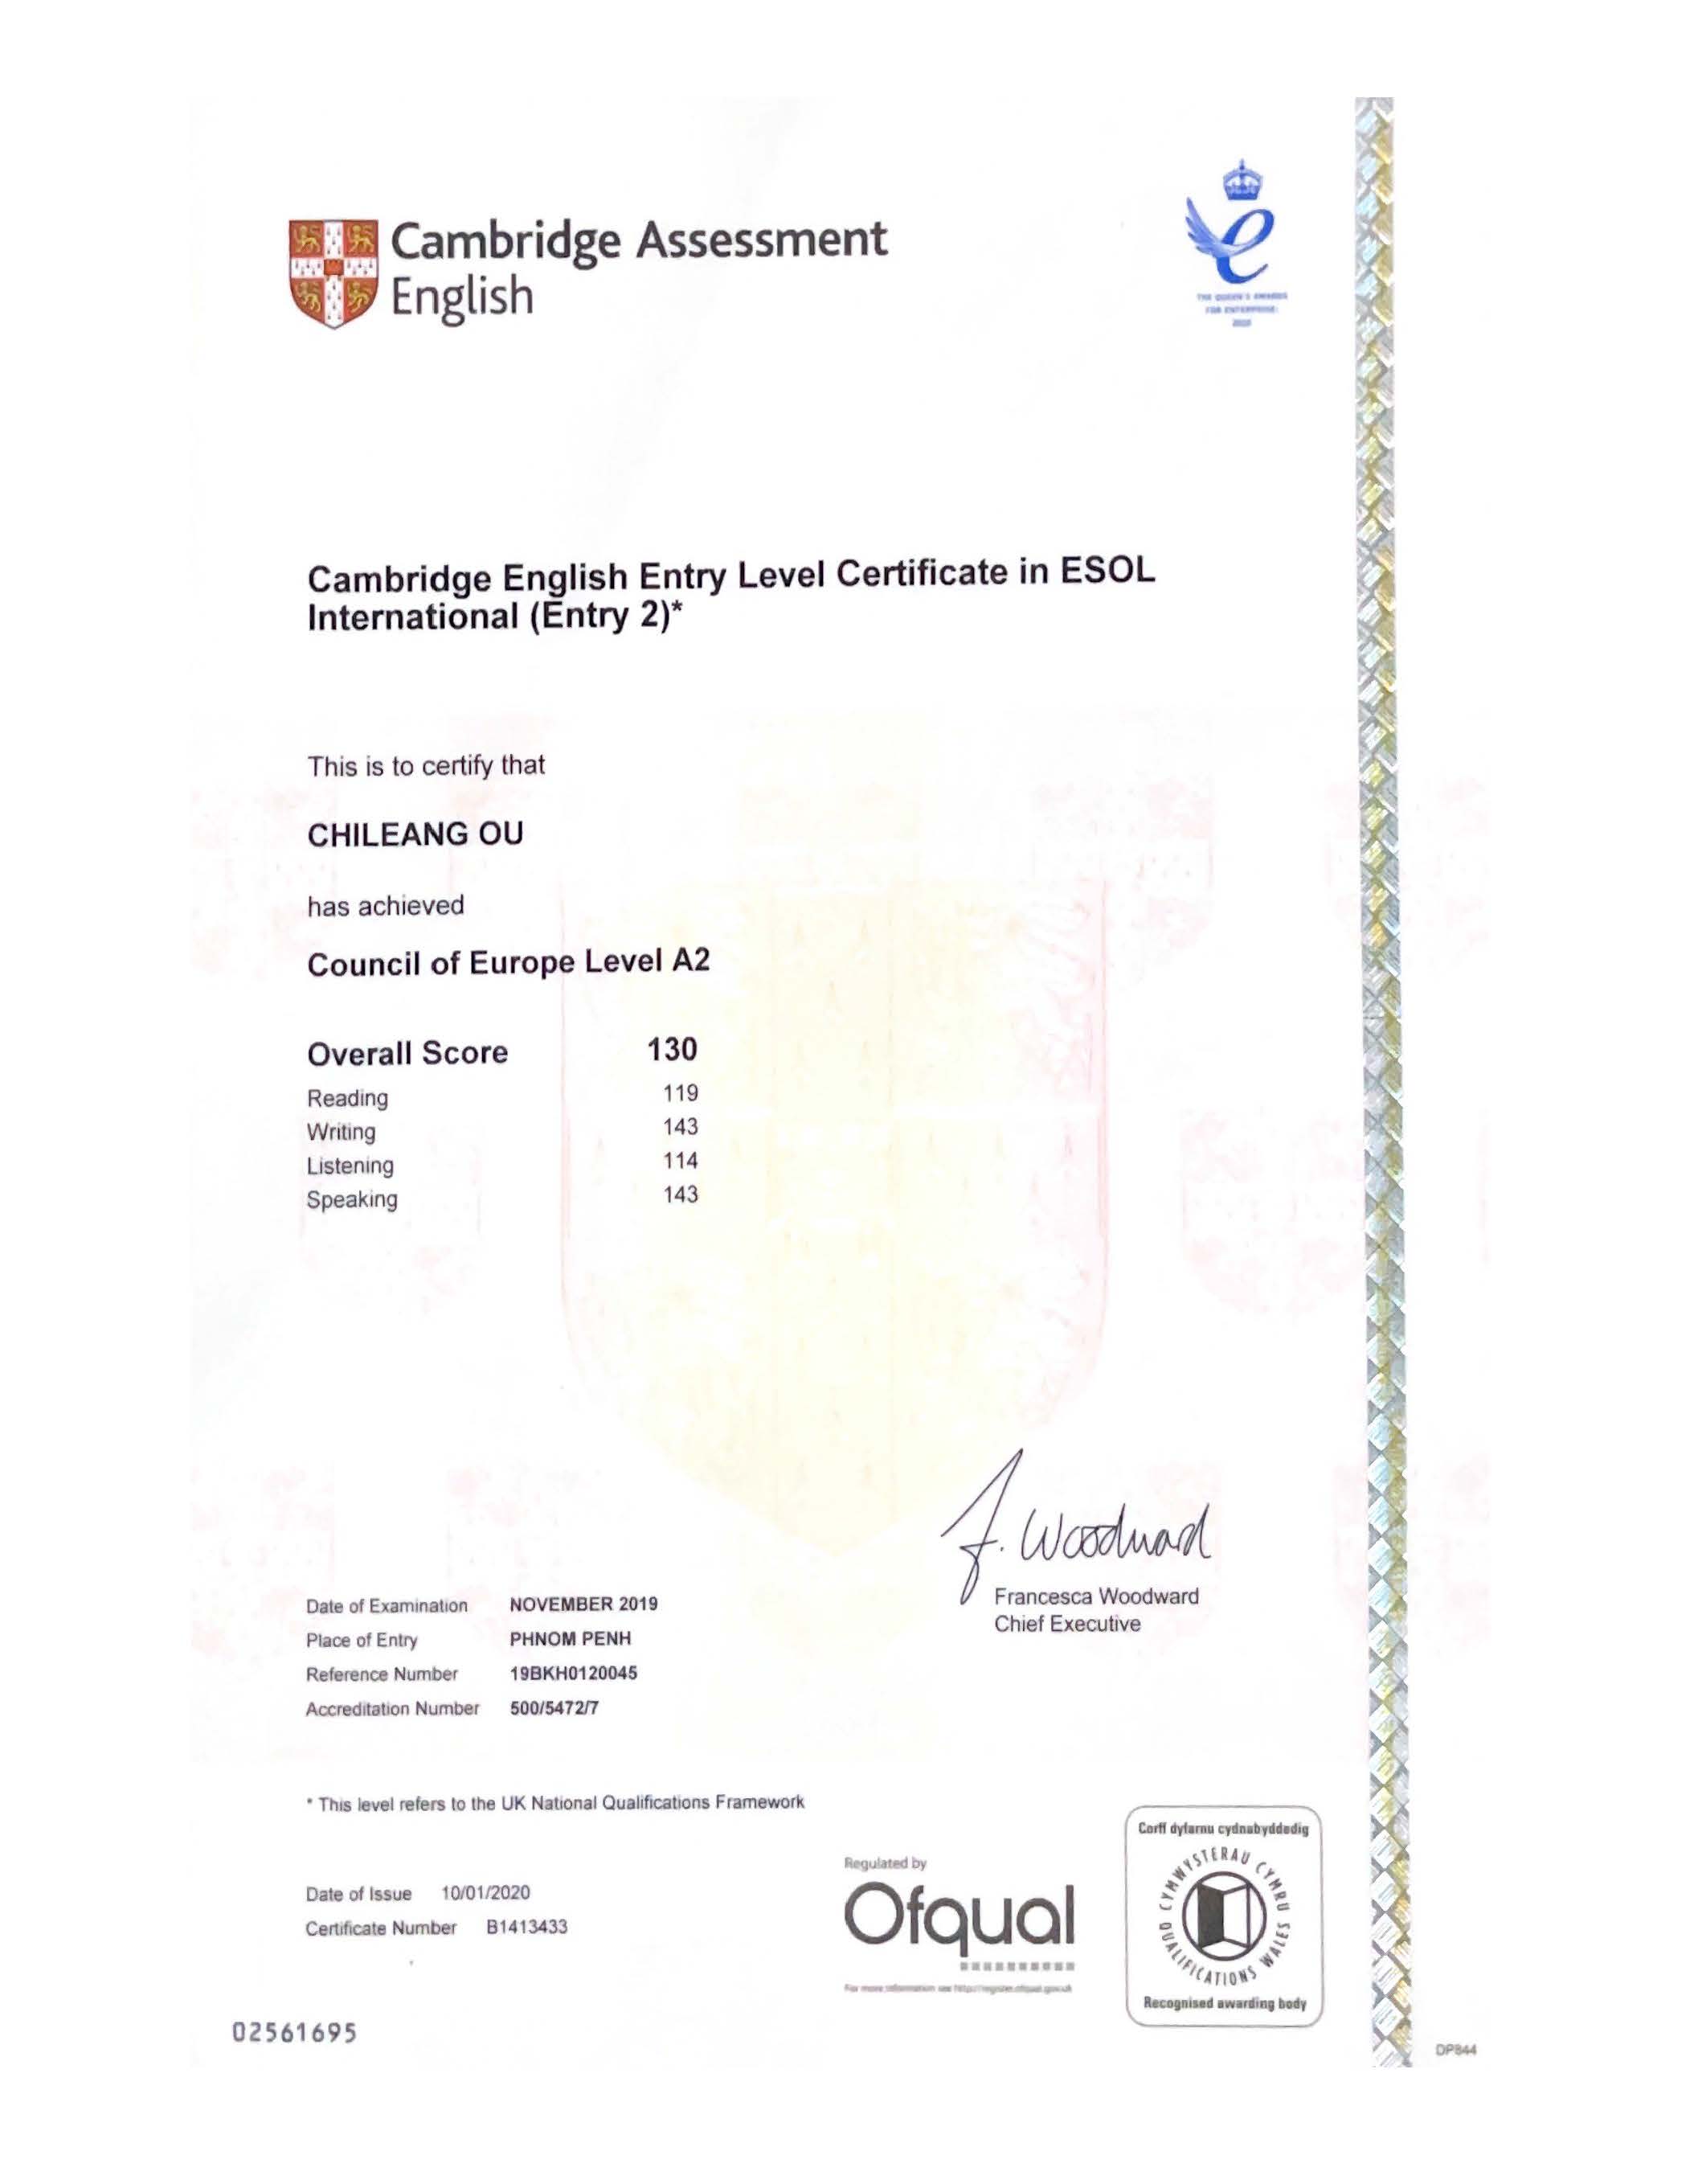 Cambridge Assessment
English
THE QUEEN'S AWARDS
FOR ENTERPRISE:
2015
Cambridge English Entry Level Certificate in ESOL
International (Entry 2)*
This is to certify that
CHILEANG OU
has achieved
Council of Europe Level A2
Overall Score 130
Reading 119
Writing 143
Listening 114
Speaking 143
F. Woodward
Francesca Woodward
Chief Executive
Date of Examination NOVEMBER 2019
Place of Entry PHNOM PENH
Reference Number 19BKH0120045
Accreditation Number 500/5472/7
* This level refers to the UK National Qualifications Framework
Date of Issue 10/01/2020
Certificate Number B1413433
Regulated by
Ofqual
For more information see http://register.ofqual.gov.uk
Corff dyfarnu cydnabyddedig
CYMWYSTERAU CYMRU
QUALIFICATIONS WALES
Recognised awarding body
02561695
DP844